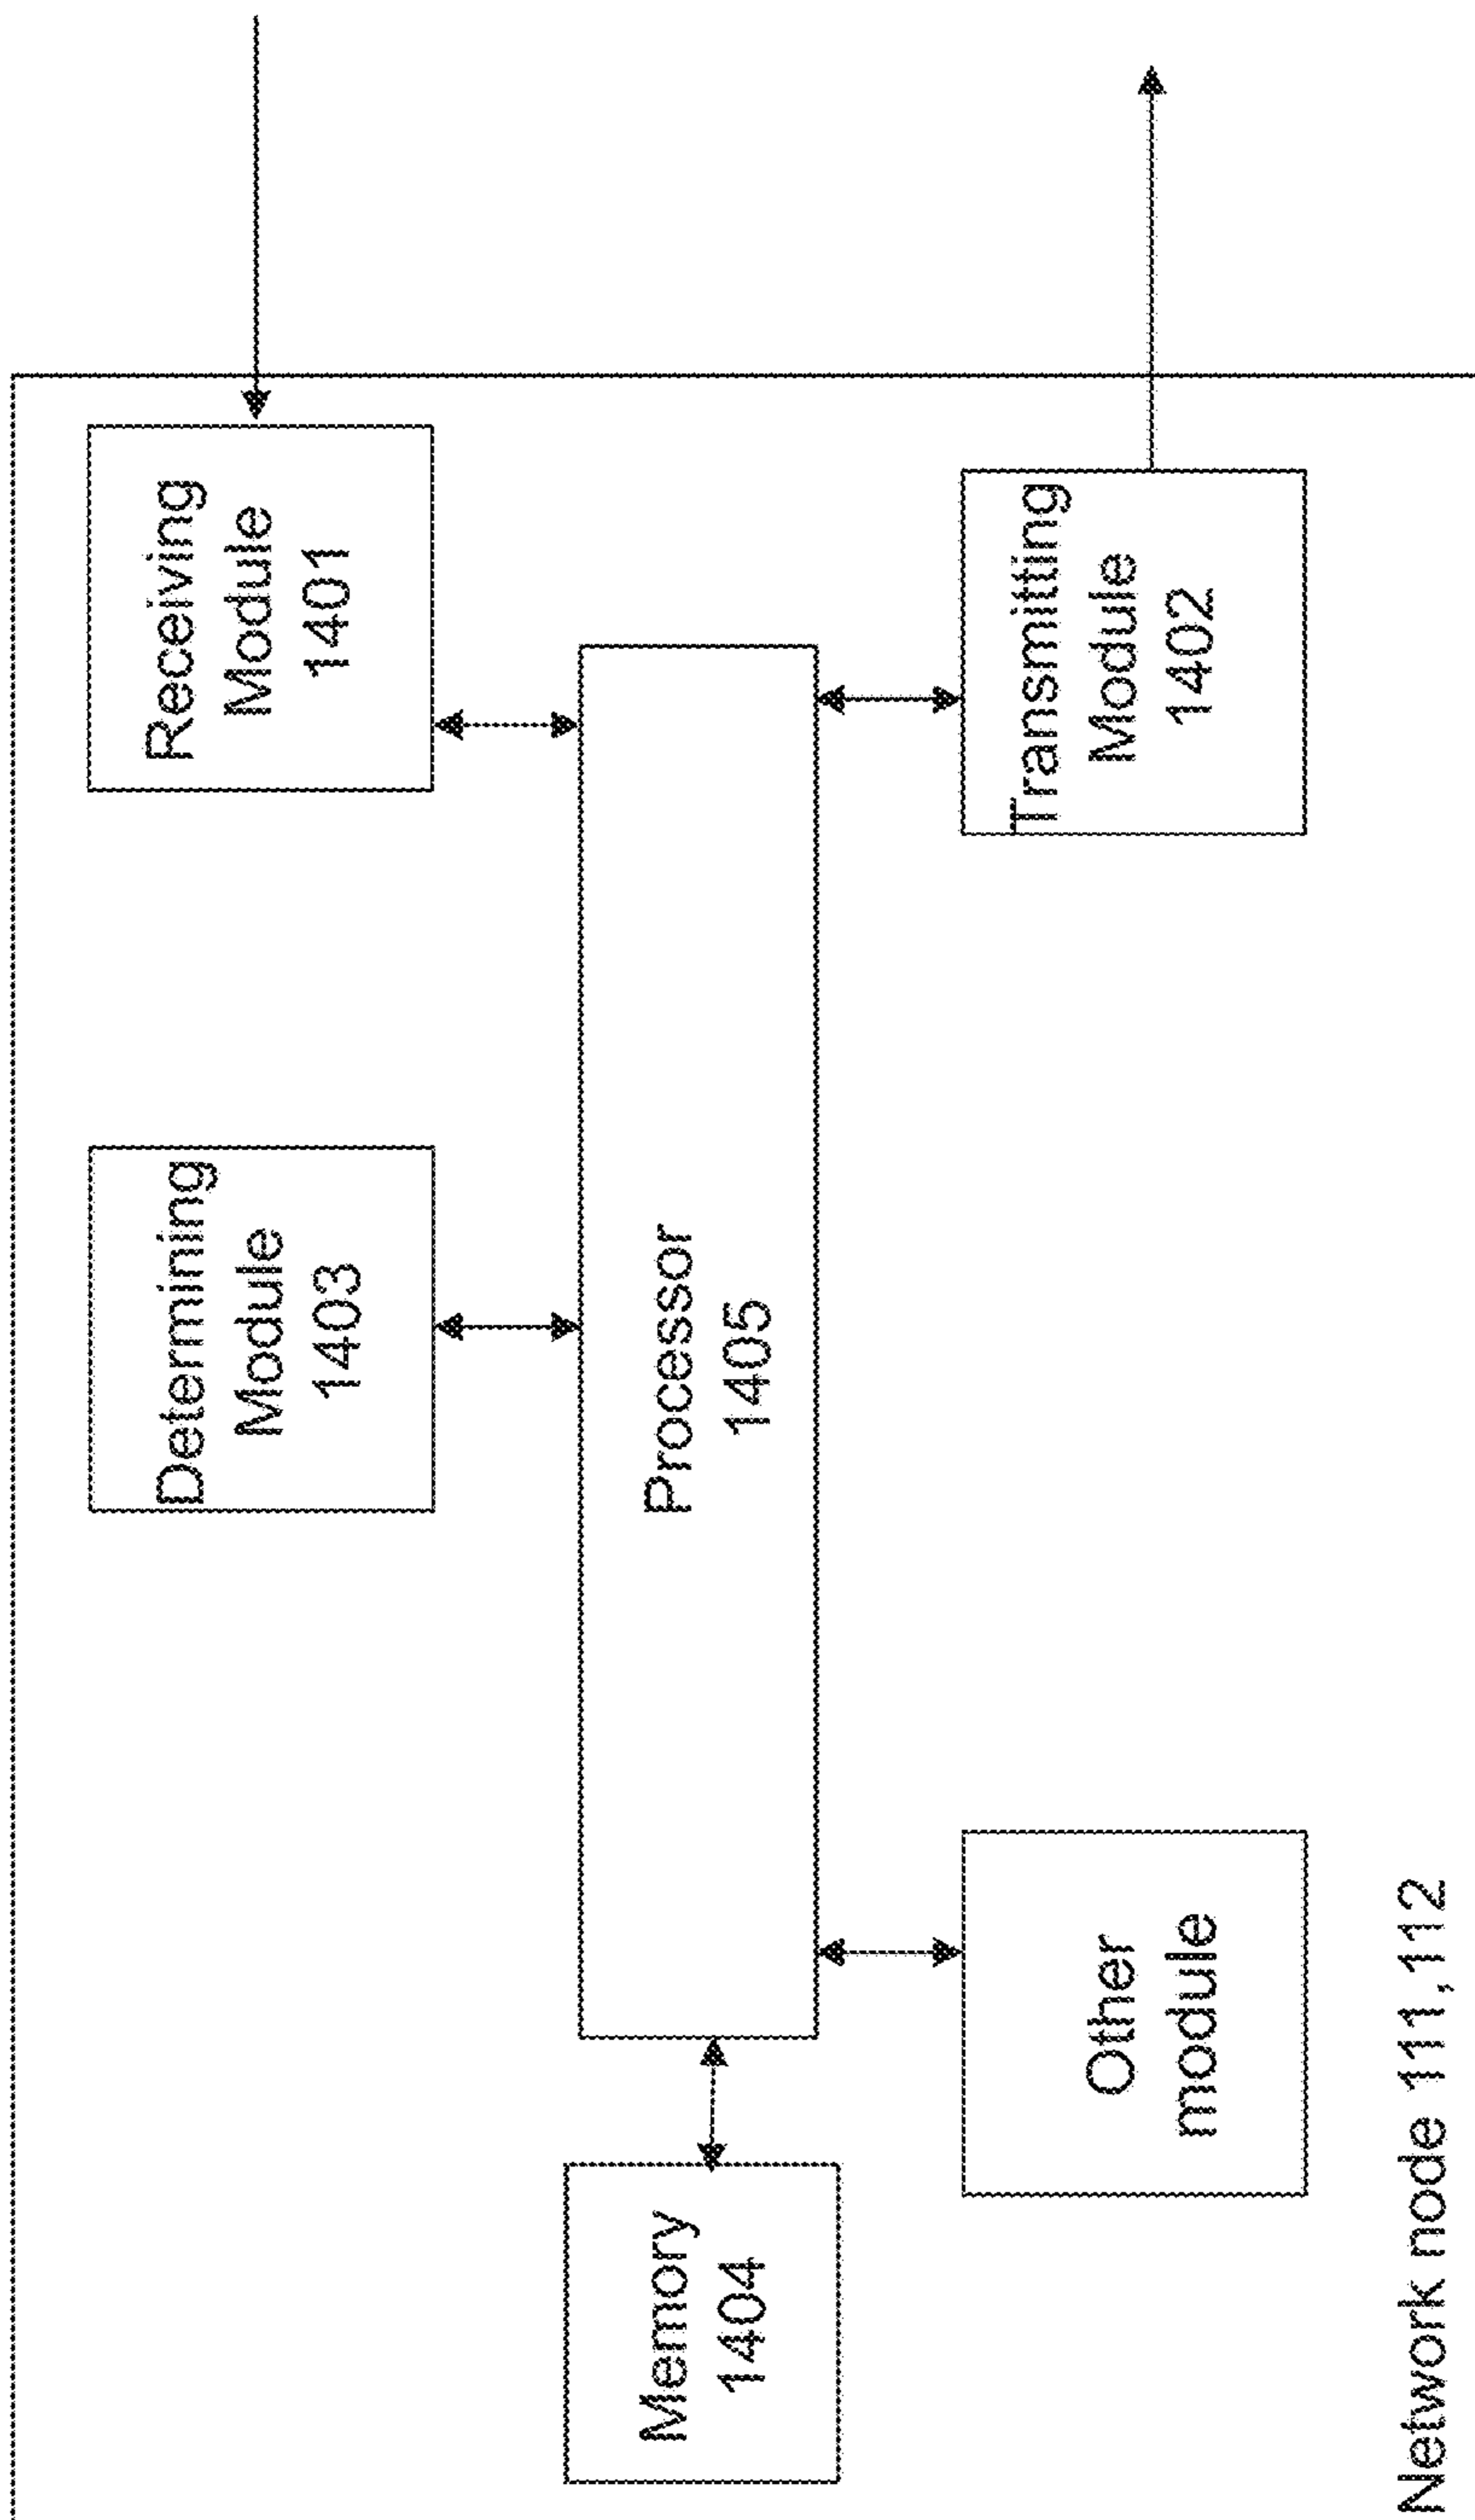 Receiving
Module
1401
Determining
Module
1403
Processor
1405
Memory
1404
Transmitting
Module
1402
Other
module
Network node 111,112